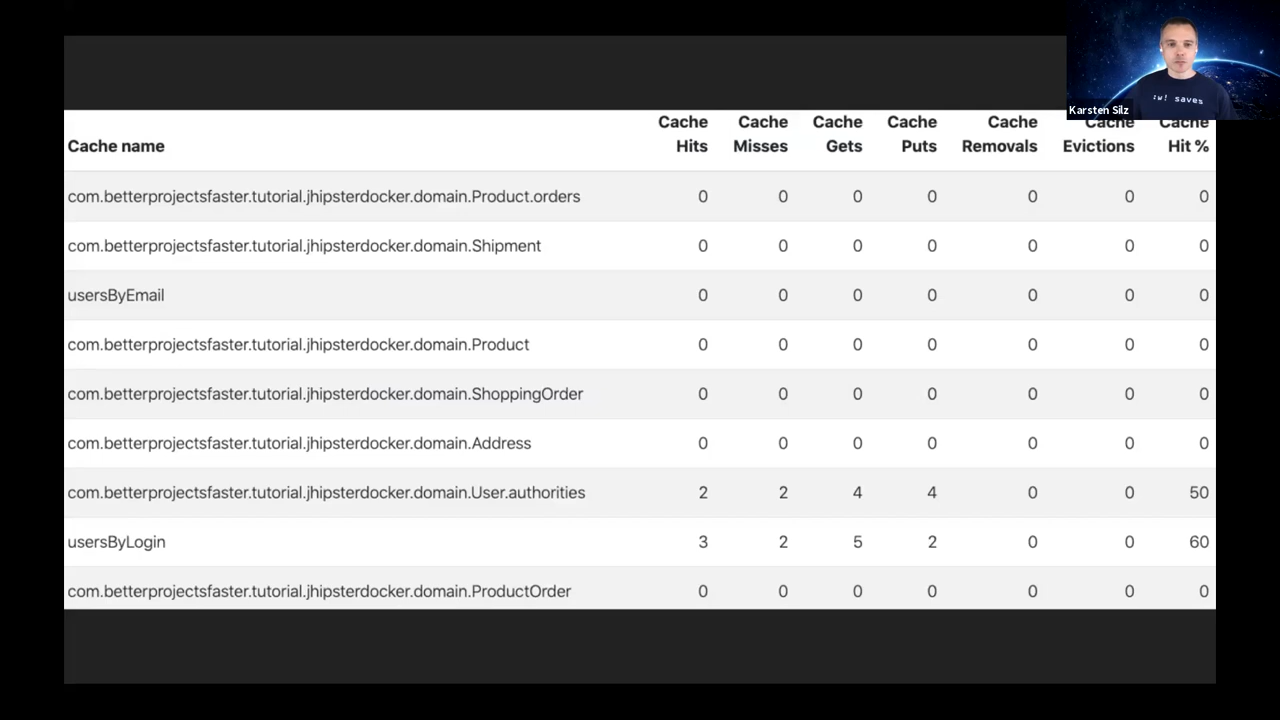 Karsten Silz
:w! saves
Cache name Cache Hits Cache Misses Cache Gets Cache Puts Cache Removals Cache Evictions Cache Hit %
com.betterprojectsfaster.tutorial.jhipsterdocker.domain.Product.orders 0 0 0 0 0 0 0
com.betterprojectsfaster.tutorial.jhipsterdocker.domain.Shipment 0 0 0 0 0 0 0
usersByEmail 0 0 0 0 0 0 0
com.betterprojectsfaster.tutorial.jhipsterdocker.domain.Product 0 0 0 0 0 0 0
com.betterprojectsfaster.tutorial.jhipsterdocker.domain.ShoppingOrder 0 0 0 0 0 0 0
com.betterprojectsfaster.tutorial.jhipsterdocker.domain.Address 0 0 0 0 0 0 0
com.betterprojectsfaster.tutorial.jhipsterdocker.domain.User.authorities 2 2 4 4 0 0 50
usersByLogin 3 2 5 2 0 0 60
com.betterprojectsfaster.tutorial.jhipsterdocker.domain.ProductOrder 0 0 0 0 0 0 0